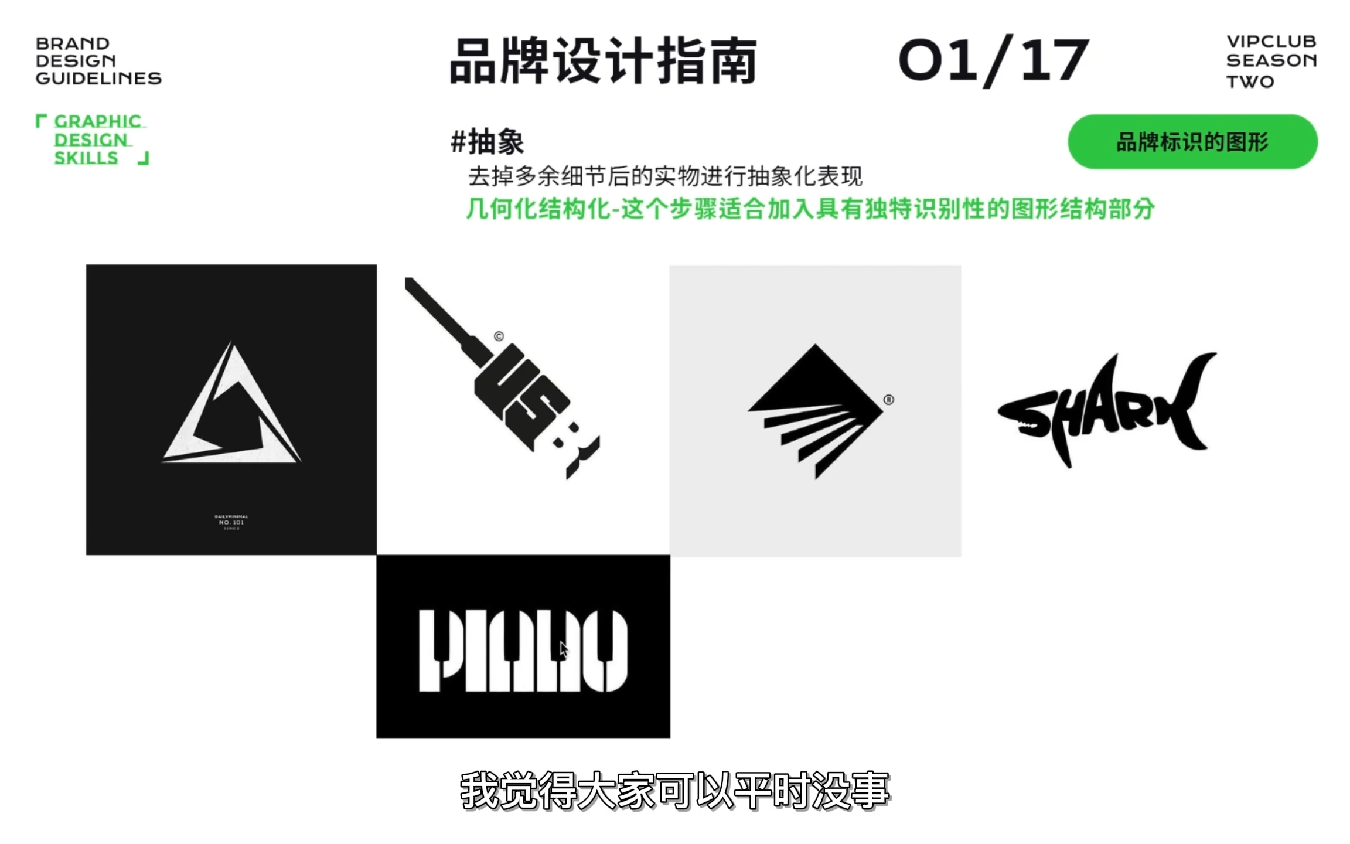 BRAND
DESIGN
GUIDELINES
品牌设计指南
01/17
VIPCLUB
SEASON
TWO
GRAPHIC
DESIGN
SKILLS
#抽象
品牌标识的图形
去掉多余细节后的实物进行抽象化表现
几何化结构化-这个步骤适合加入具有独特识别性的图形结构部分
©
USB
®
SHARK
NO. 101
PIANO
我觉得大家可以平时没事